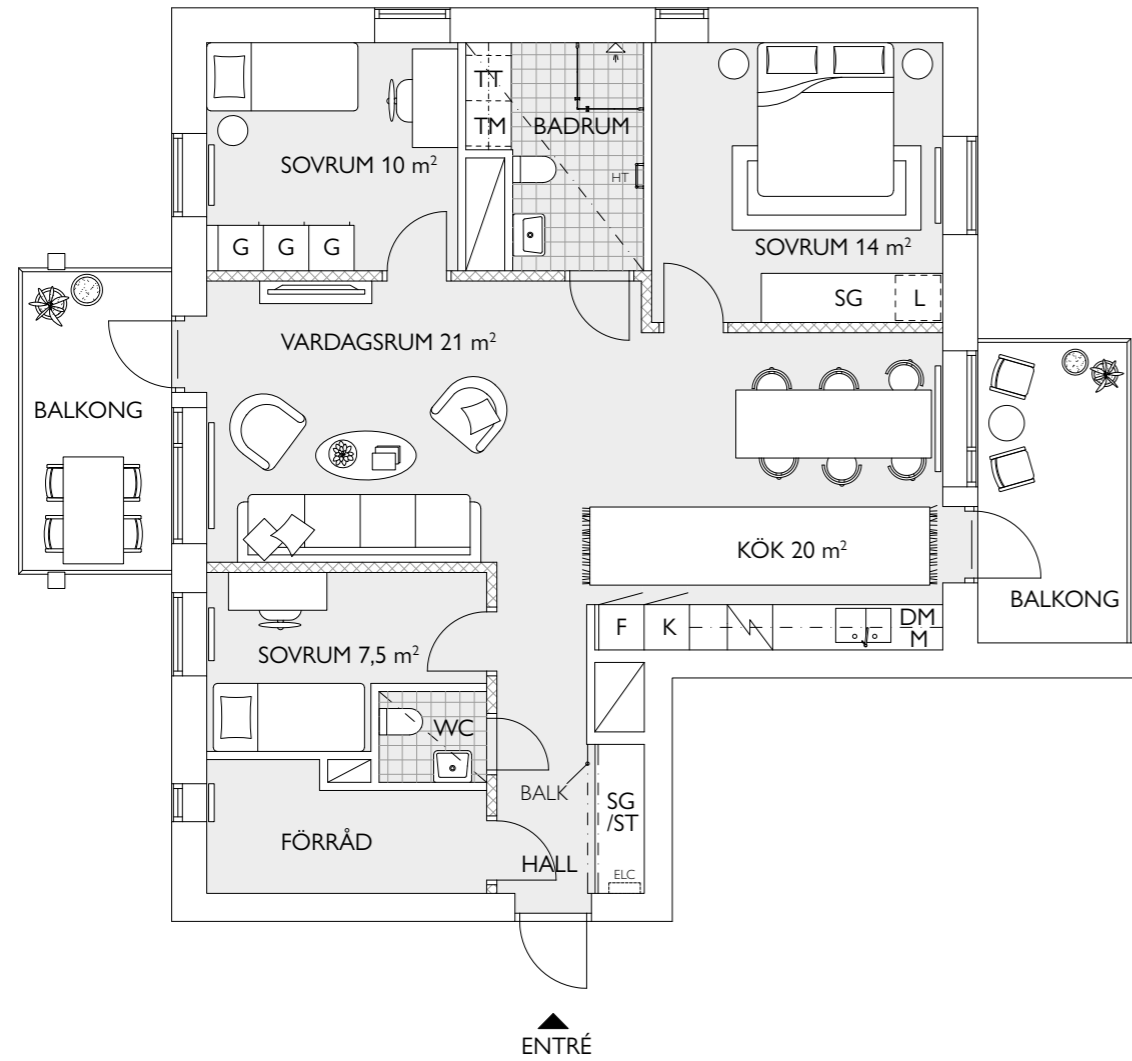 TT
TM
BADRUM
SOVRUM 10 m²
HT
G G G
SOVRUM 14 m²
SG L
VARDAGSRUM 21 m²
BALKONG
KÖK 20 m²
BALKONG
F K
DM
M
SOVRUM 7,5 m²
WC
BALK
SG
/ST
FÖRRÅD
HALL
ELC
ENTRÉ